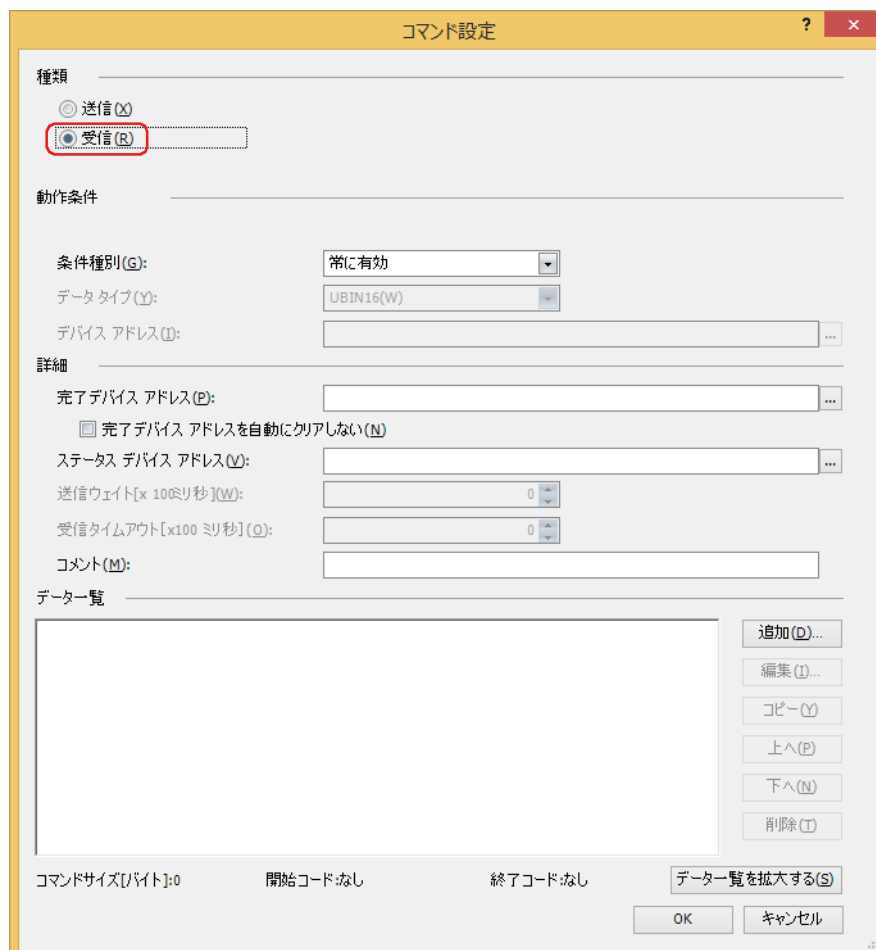 コマンド設定
?
×
種類
送信(X)
受信(R)
動作条件
条件種別(G):
常に有効
データ タイプ(Y):
UBIN16(W)
デバイス アドレス(I):
...
詳細
完了デバイス アドレス(P):
...
完了デバイス アドレスを自動にクリアしない(N)
ステータス デバイス アドレス(V):
...
送信ウェイト[x 100ミリ秒](W):
0
受信タイムアウト[x100 ミリ秒](O):
0
コメント(M):
データ一覧
追加(D)...
編集(I)...
コピー(Y)
上へ(P)
下へ(N)
削除(T)
コマンドサイズ[バイト]:0 開始コード:なし 終了コード:なし データ一覧を拡大する(S)
OK キャンセル